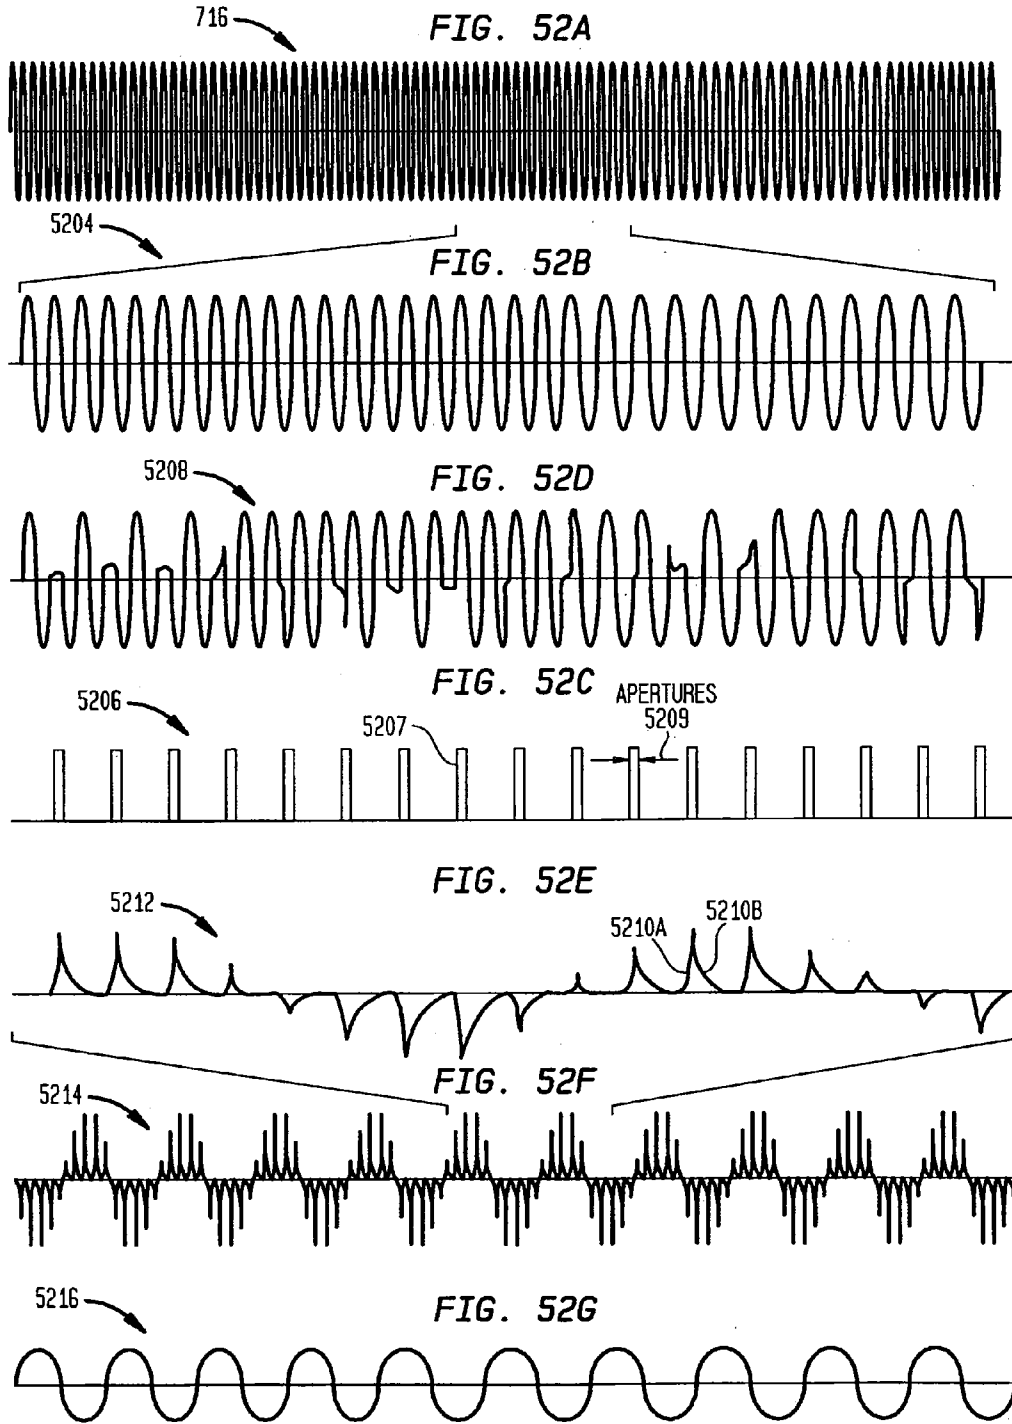 716
FIG. 52A
5204
FIG. 52B
5208
FIG. 52D
FIG. 52C
5206
5207
APERTURES
5209
FIG. 52E
5212
5210A
5210B
FIG. 52F
5214
FIG. 52G
5216